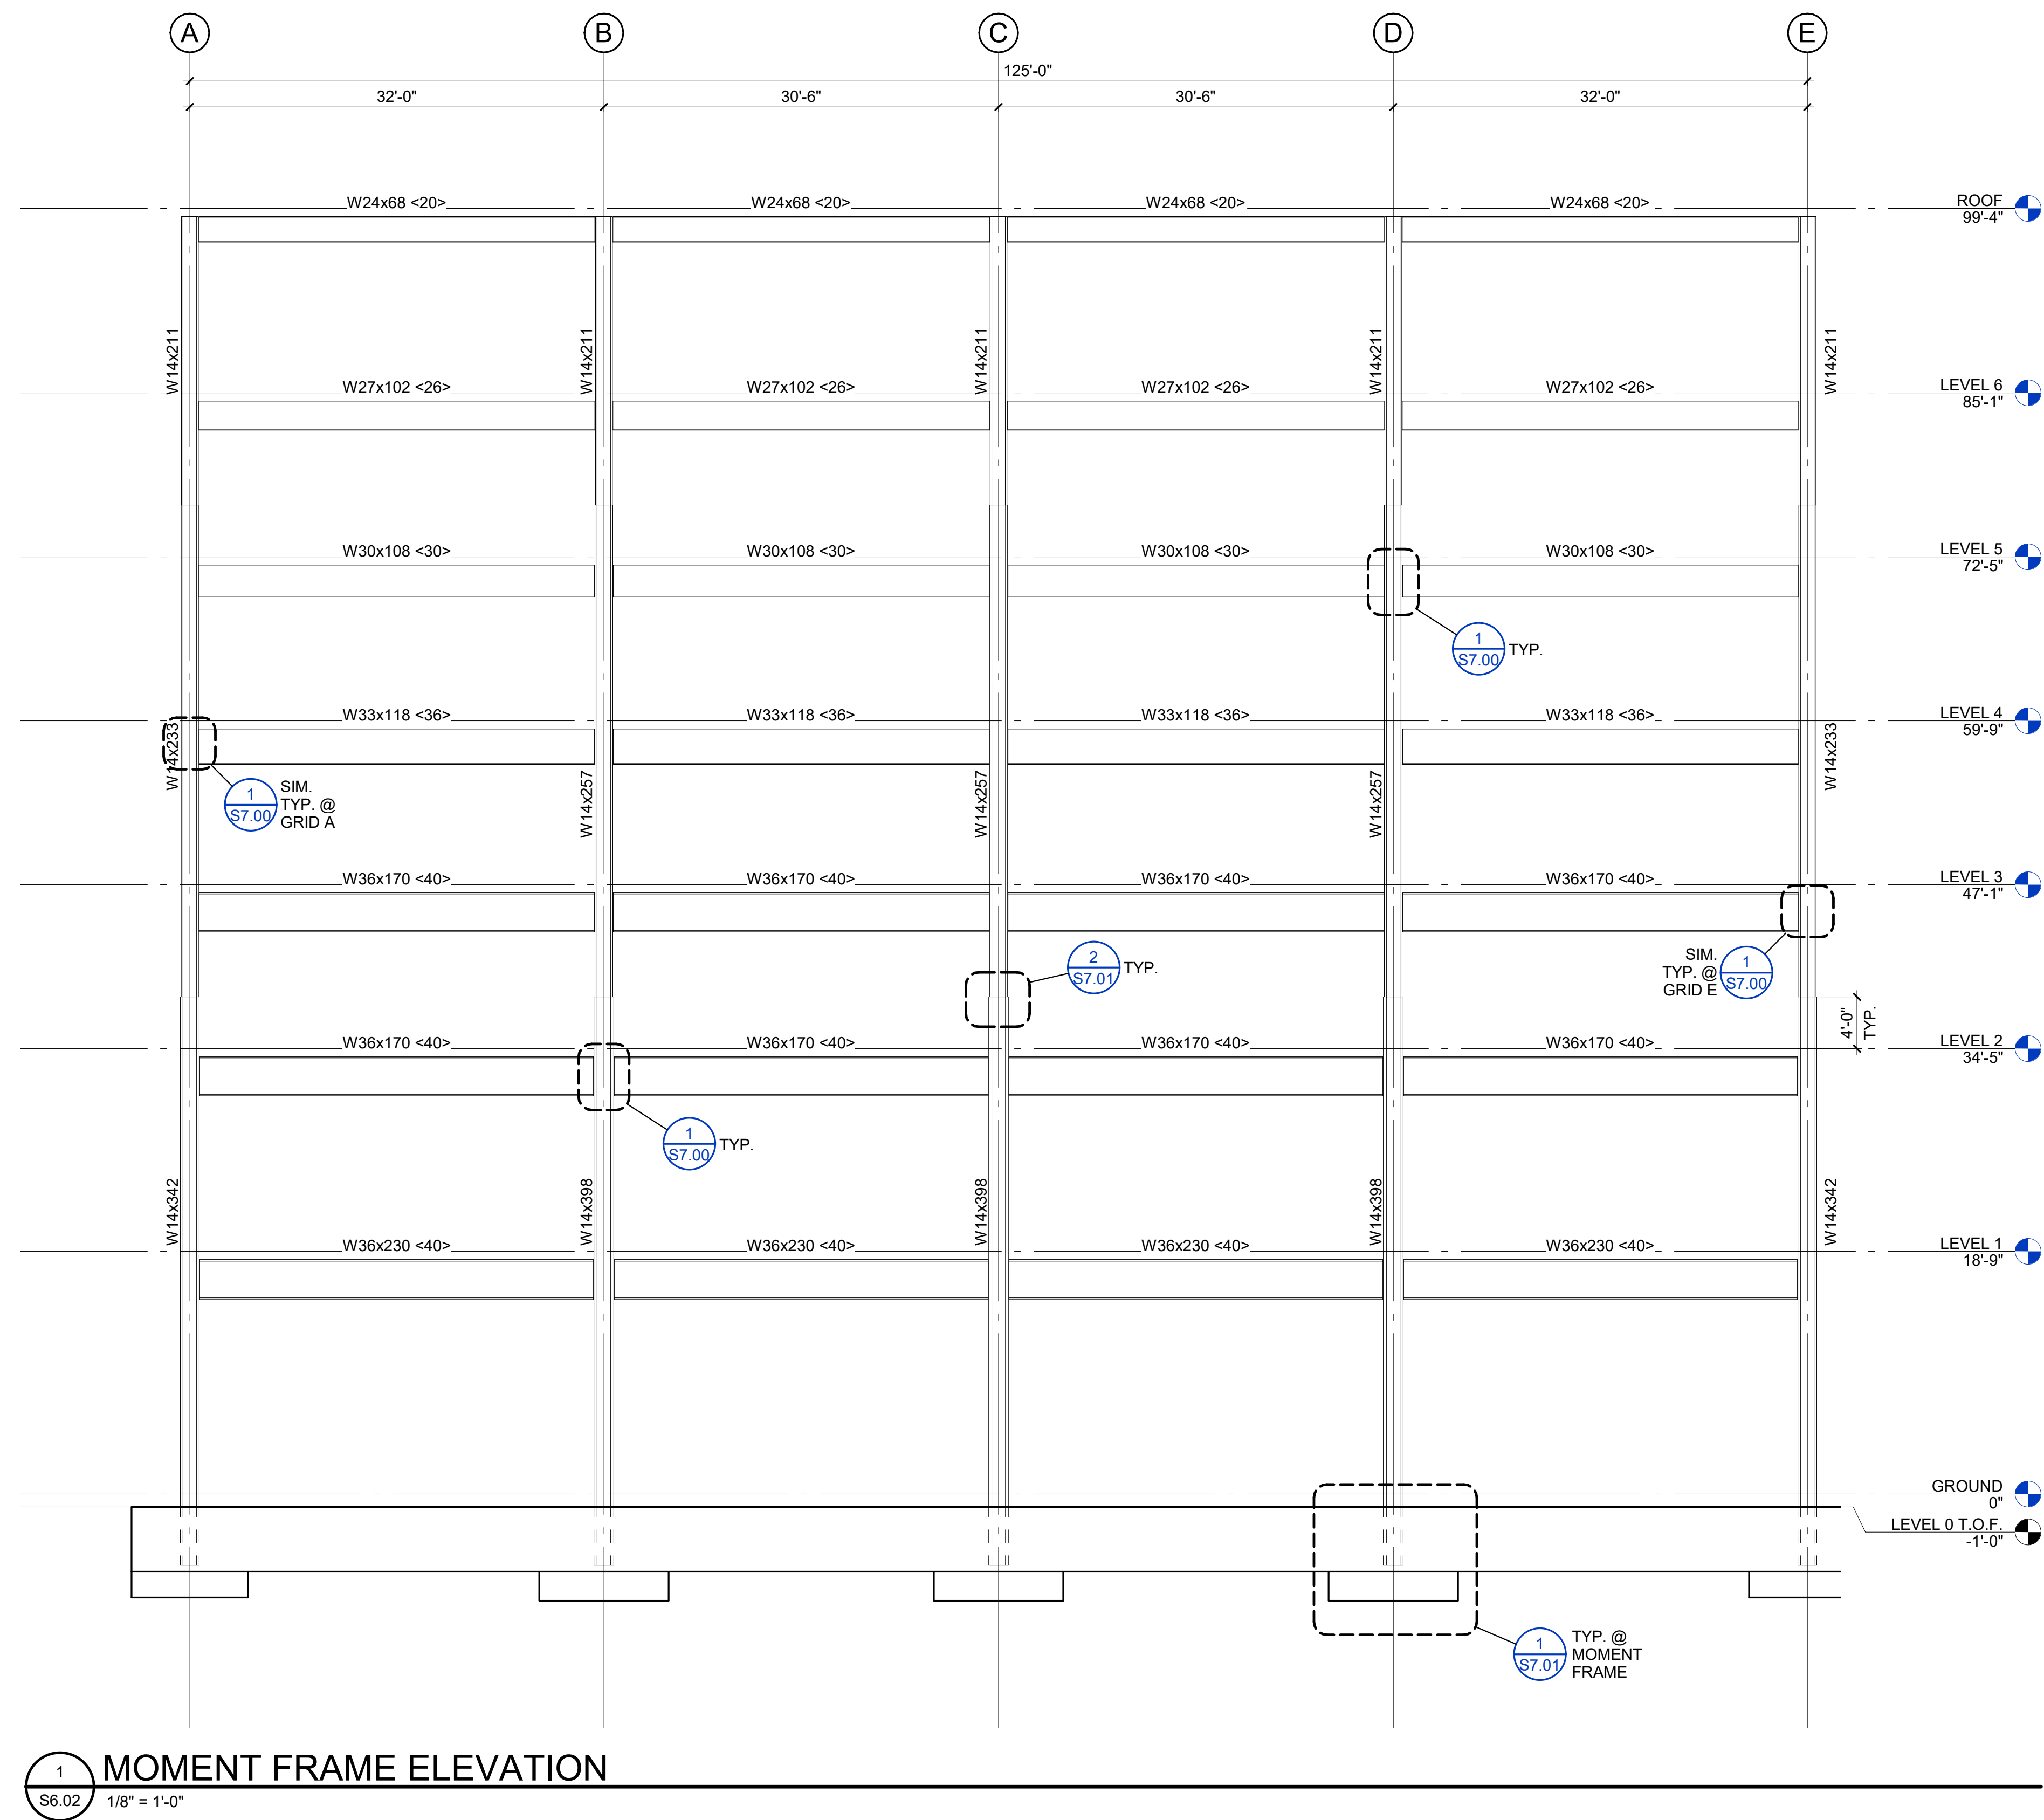 A B C D E
125'-0"
32'-0" 30'-6" 30'-6" 32'-0"
W24x68 <20> W24x68 <20> W24x68 <20> W24x68 <20> ROOF
99'-4"
W14x211 W14x211 W14x211 W14x211 W14x211
W27x102 <26> W27x102 <26> W27x102 <26> W27x102 <26> LEVEL 6
85'-1"
W30x108 <30> W30x108 <30> W30x108 <30> W30x108 <30> LEVEL 5
72'-5"
1
S7.00
TYP.
W33x118 <36> W33x118 <36> W33x118 <36> W33x118 <36> LEVEL 4
59'-9"
W14x233 W14x257 W14x257 W14x257 W14x233
1
S7.00
SIM.
TYP. @
GRID A
W36x170 <40> W36x170 <40> W36x170 <40> W36x170 <40> LEVEL 3
47'-1"
2
S7.01
TYP.
SIM.
TYP. @
GRID E
1
S7.00
4'-0"
TYP.
W36x170 <40> W36x170 <40> W36x170 <40> W36x170 <40> LEVEL 2
34'-5"
1
S7.00
TYP.
W14x342 W14x398 W14x398 W14x398 W14x342
W36x230 <40> W36x230 <40> W36x230 <40> W36x230 <40> LEVEL 1
18'-9"
GROUND
0"
LEVEL 0 T.O.F.
-1'-0"
1
S7.01
TYP. @
MOMENT
FRAME
1
S6.02
MOMENT FRAME ELEVATION
1/8" = 1'-0"